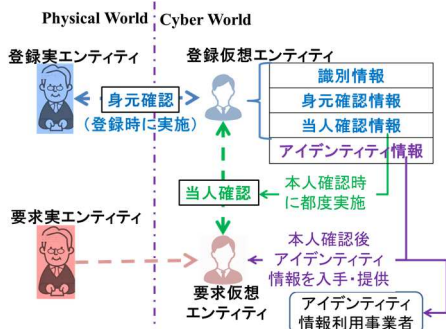 Physical World
Cyber World
登録実エンティティ
登録仮想エンティティ
身元確認
(登録時に実施)
識別情報
身元確認情報
当人確認情報
アイデンティティ情報
当人確認
本人確認時
に都度実施
要求実エンティティ
本人確認後
アイデンティティ
情報を入手・提供
要求仮想
エンティティ
アイデンティティ
情報利用事業者